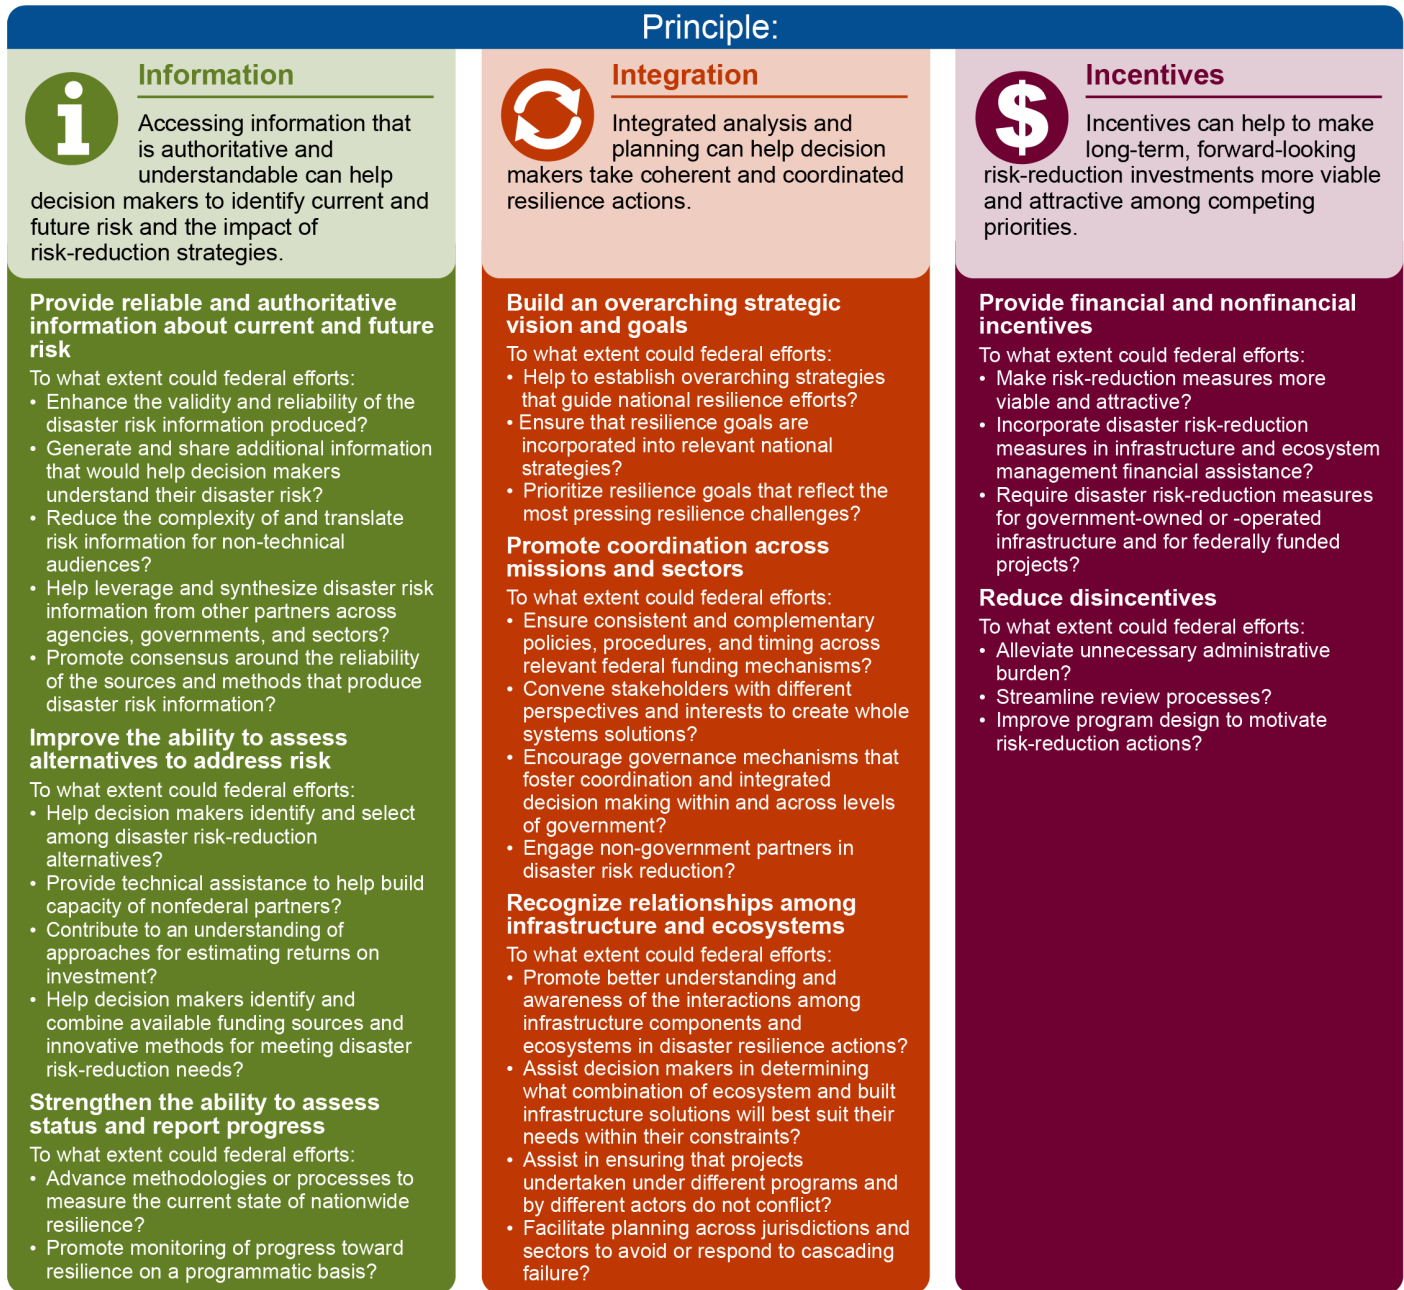 Principle:
Information
Accessing information that
is authoritative and
understandable can help
decision makers to identify current and
future risk and the impact of
risk-reduction strategies.
Provide reliable and authoritative
information about current and future
risk
To what extent could federal efforts:
• Enhance the validity and reliability of the
disaster risk information produced?
• Generate and share additional information
that would help decision makers
understand their disaster risk?
• Reduce the complexity of and translate
risk information for non-technical
audiences?
• Help leverage and synthesize disaster risk
information from other partners across
agencies, governments, and sectors?
• Promote consensus around the reliability
of the sources and methods that produce
disaster risk information?
Improve the ability to assess
alternatives to address risk
To what extent could federal efforts:
• Help decision makers identify and select
among disaster risk-reduction
alternatives?
• Provide technical assistance to help build
capacity of nonfederal partners?
• Contribute to an understanding of
approaches for estimating returns on
investment?
• Help decision makers identify and
combine available funding sources and
innovative methods for meeting disaster
risk-reduction needs?
Strengthen the ability to assess
status and report progress
To what extent could federal efforts:
• Advance methodologies or processes to
measure the current state of nationwide
resilience?
• Promote monitoring of progress toward
resilience on a programmatic basis?
Integration
Integrated analysis and
planning can help decision
makers take coherent and coordinated
resilience actions.
Build an overarching strategic
vision and goals
To what extent could federal efforts:
• Help to establish overarching strategies
that guide national resilience efforts?
• Ensure that resilience goals are
incorporated into relevant national
strategies?
• Prioritize resilience goals that reflect the
most pressing resilience challenges?
Promote coordination across
missions and sectors
To what extent could federal efforts:
• Ensure consistent and complementary
policies, procedures, and timing across
relevant federal funding mechanisms?
• Convene stakeholders with different
perspectives and interests to create whole
systems solutions?
• Encourage governance mechanisms that
foster coordination and integrated
decision making within and across levels
of government?
• Engage non-government partners in
disaster risk reduction?
Recognize relationships among
infrastructure and ecosystems
To what extent could federal efforts:
• Promote better understanding and
awareness of the interactions among
infrastructure components and
ecosystems in disaster resilience actions?
• Assist decision makers in determining
what combination of ecosystem and built
infrastructure solutions will best suit their
needs within their constraints?
• Assist in ensuring that projects
undertaken under different programs and
by different actors do not conflict?
• Facilitate planning across jurisdictions and
sectors to avoid or respond to cascading
failure?
$
Incentives
Incentives can help to make
long-term, forward-looking
risk-reduction investments more viable
and attractive among competing
priorities.
Provide financial and nonfinancial
incentives
To what extent could federal efforts:
• Make risk-reduction measures more
viable and attractive?
• Incorporate disaster risk-reduction
measures in infrastructure and ecosystem
management financial assistance?
• Require disaster risk-reduction measures
for government-owned or -operated
infrastructure and for federally funded
projects?
Reduce disincentives
To what extent could federal efforts:
• Alleviate unnecessary administrative
burden?
• Streamline review processes?
• Improve program design to motivate
risk-reduction actions?